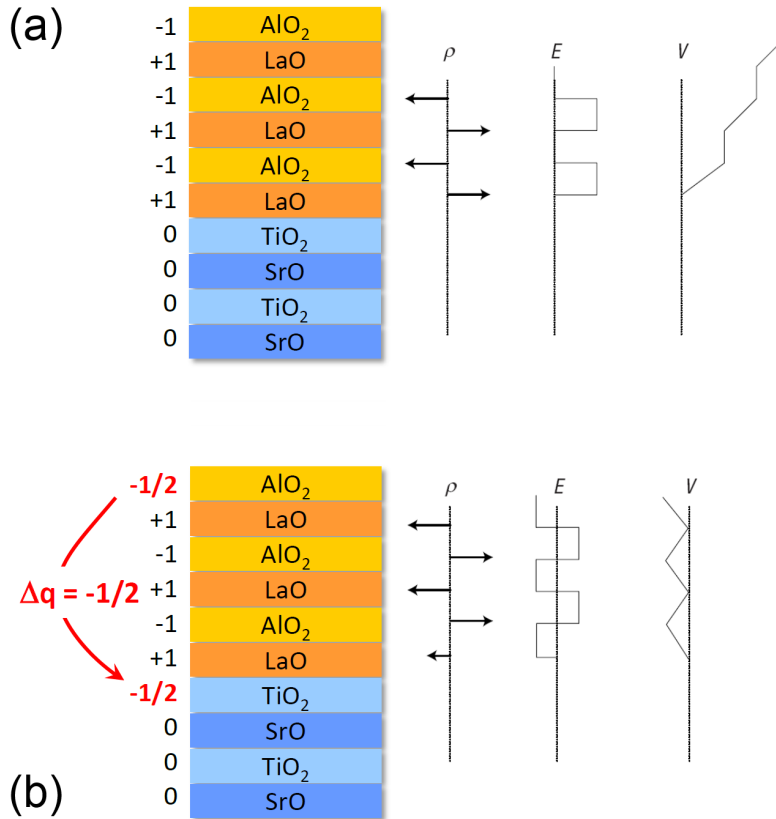 (a)
-1 AlO2
+1 LaO
-1 AlO2
+1 LaO
-1 AlO2
+1 LaO
0 TiO2
0 SrO
0 TiO2
0 SrO
ρ E V
(b)
-1/2 AlO2
+1 LaO
-1 AlO2
+1 LaO
-1 AlO2
+1 LaO
-1/2 TiO2
0 SrO
0 TiO2
0 SrO
Δq = -1/2
ρ E V